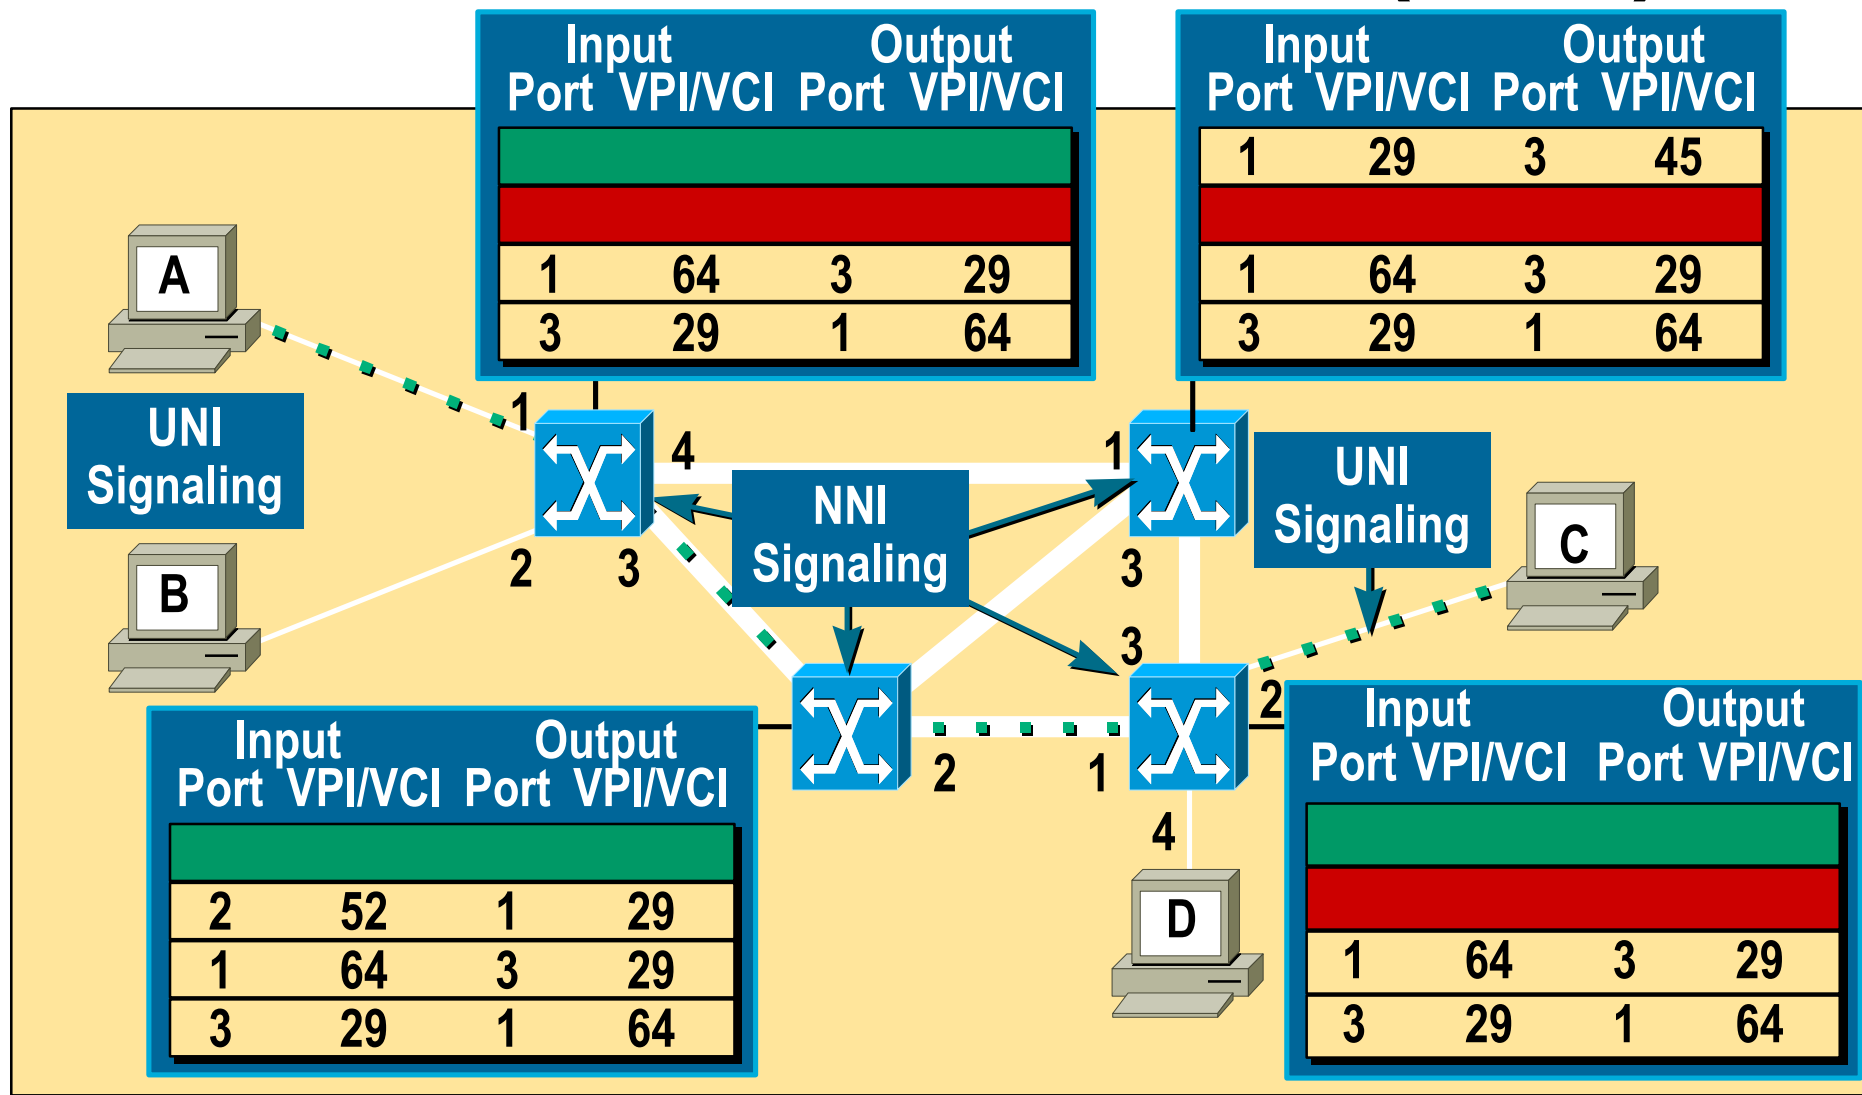 Input Output
Port VPI/VCI Port VPI/VCI
1 64 3 29
3 29 1 64
Input Output
Port VPI/VCI Port VPI/VCI
1 29 3 45
1 64 3 29
3 29 1 64
A
UNI
Signaling
B
1
2
3
4
NNI
Signaling
1
3
UNI
Signaling
C
3
2
1
4
2
D
Input Output
Port VPI/VCI Port VPI/VCI
2 52 1 29
1 64 3 29
3 29 1 64
Input Output
Port VPI/VCI Port VPI/VCI
1 64 3 29
3 29 1 64